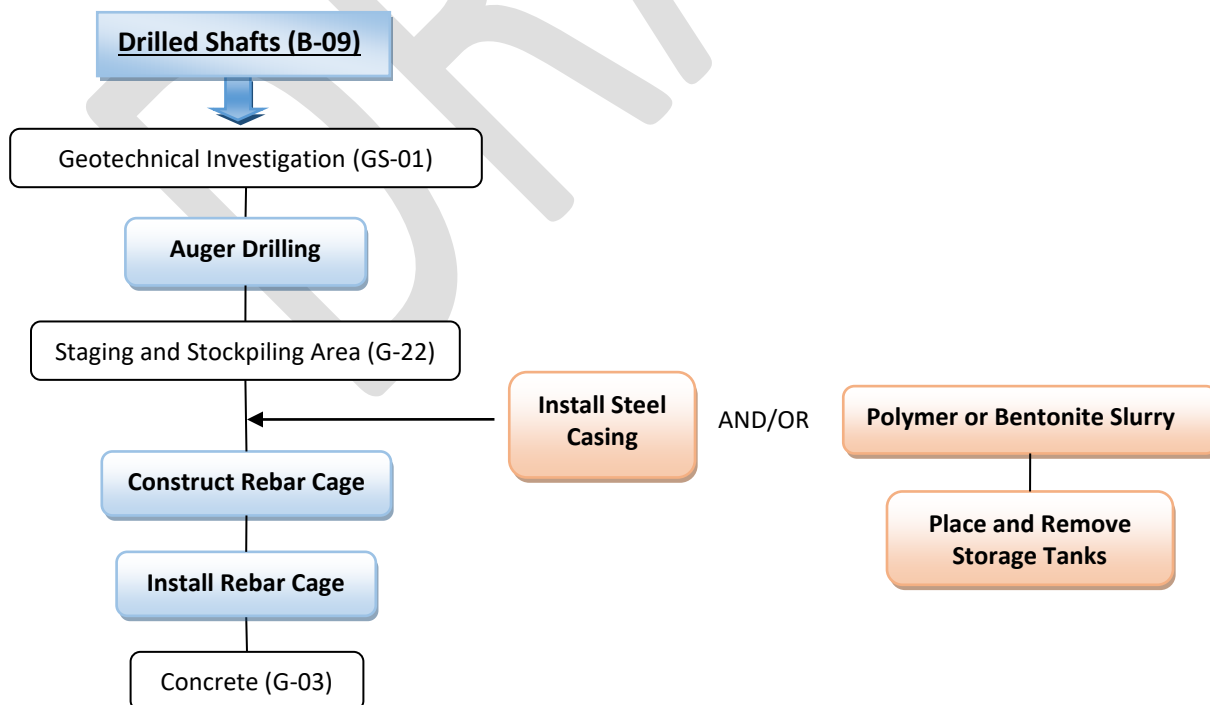 Drilled Shafts (B-09)
Geotechnical Investigation (GS-01)
Auger Drilling
Staging and Stockpiling Area (G-22)
Install Steel
Casing
AND/OR
Polymer or Bentonite Slurry
Construct Rebar Cage
Place and Remove
Storage Tanks
Install Rebar Cage
Concrete (G-03)